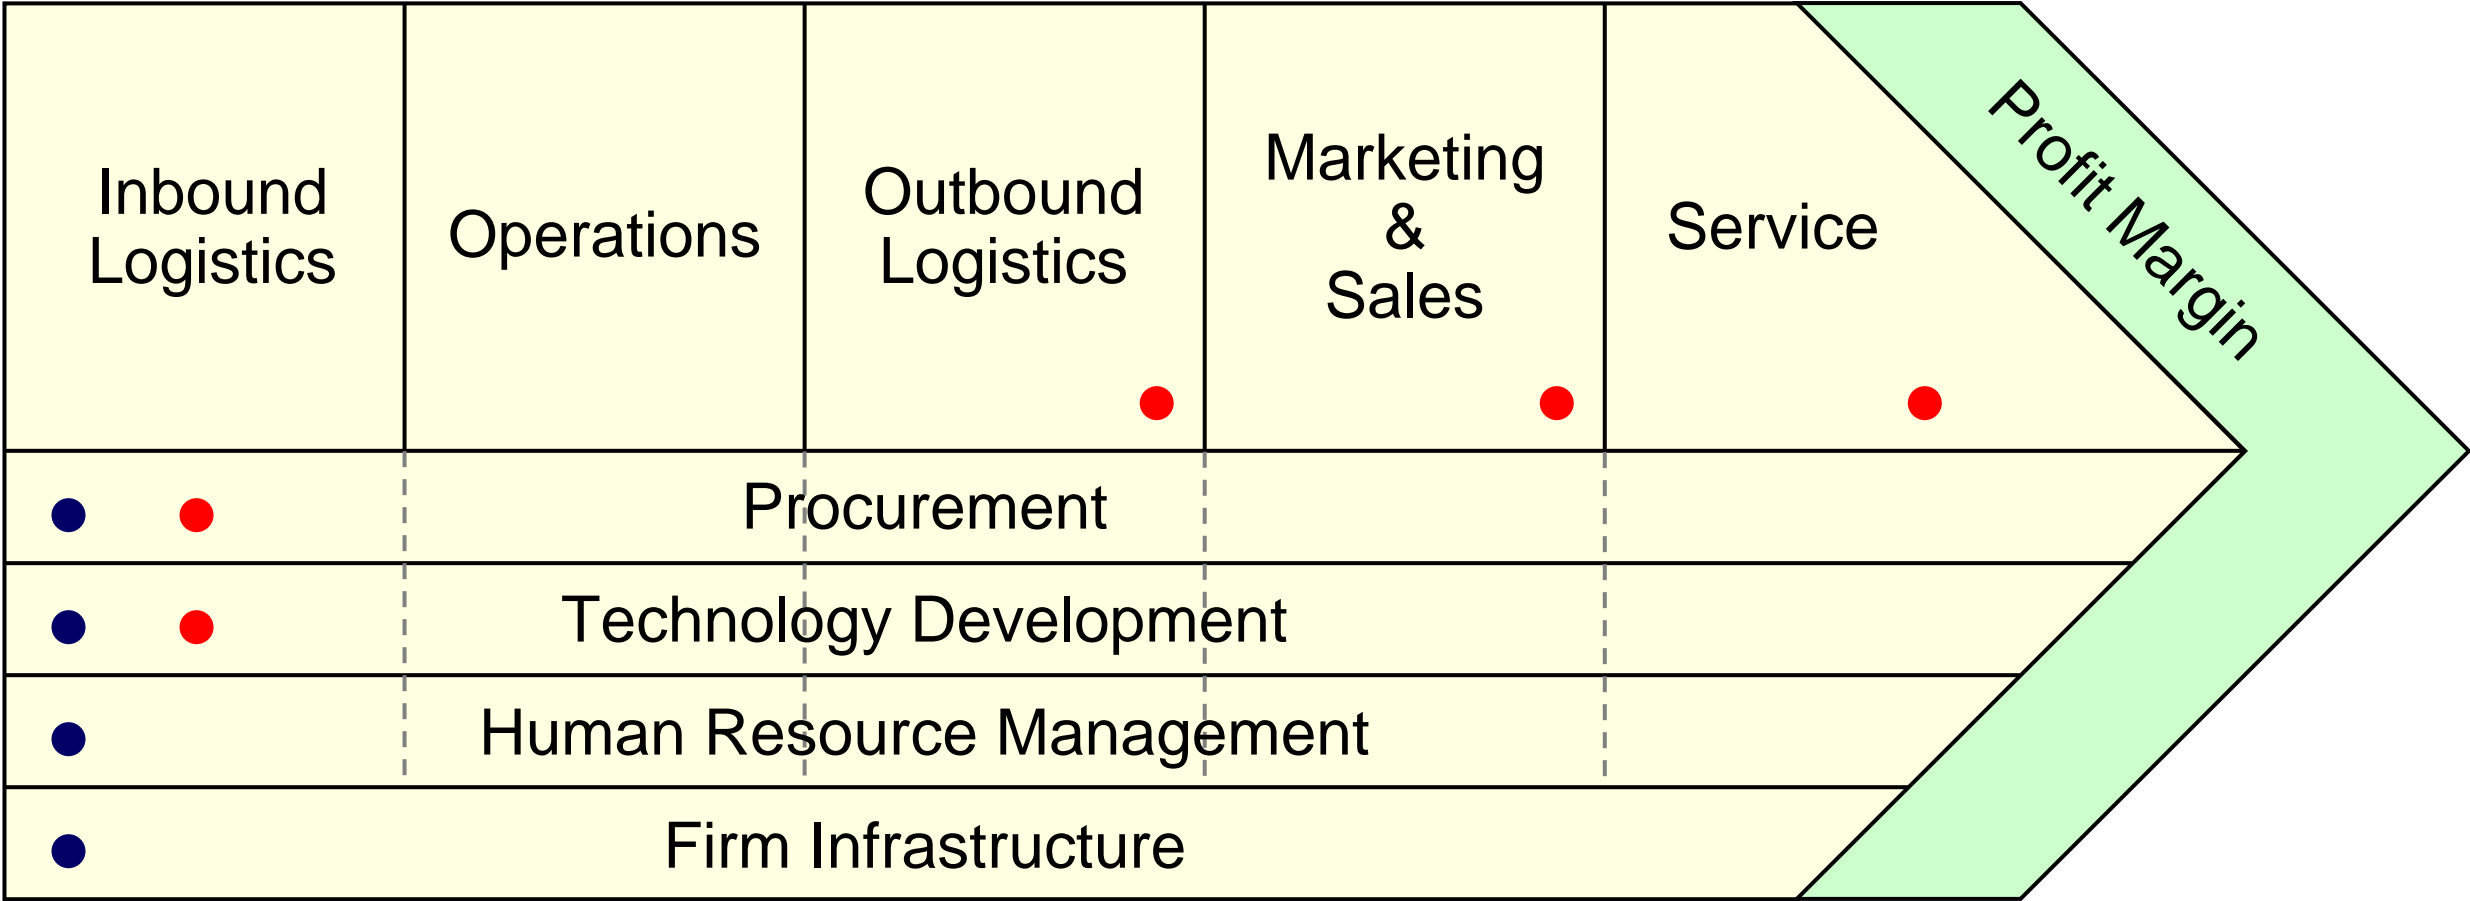 Inbound
Logistics
Operations
Outbound
Logistics
Marketing
&
Sales
Service
Profit Margin
Procurement
Technology Development
Human Resource Management
Firm Infrastructure